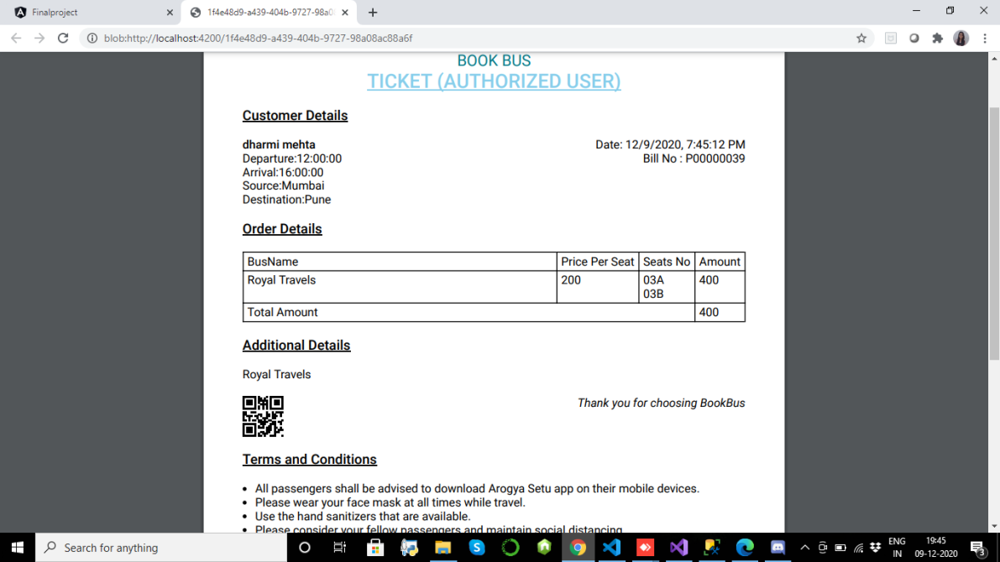 Finalproject
1f4e48d9-a439-404b-9727-98a0
blob:http://localhost:4200/1f4e48d9-a439-404b-9727-98a08ac88a6f
BOOK BUS
TICKET (AUTHORIZED USER)
Customer Details
dharmi mehta
Date: 12/9/2020, 7:45:12 PM
Departure:12:00:00
Bill No : P00000039
Arrival:16:00:00
Source:Mumbai
Destination:Pune
Order Details
BusName Price Per Seat Seats No Amount
Royal Travels 200 03A 400
03B
Total Amount 400
Additional Details
Royal Travels
Thank you for choosing BookBus
Terms and Conditions
• All passengers shall be advised to download Arogya Setu app on their mobile devices.
• Please wear your face mask at all times while travel.
• Use the hand sanitizers that are available.
• Please consider your fellow passengers and maintain social distancing
Search for anything
ENG
IN
19:45
09-12-2020
3